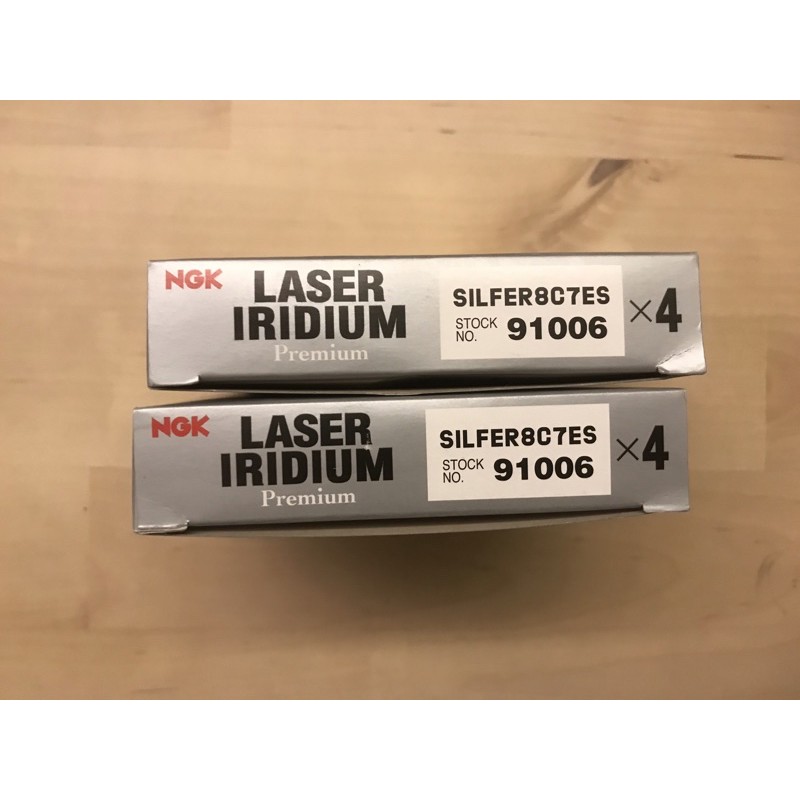 NGK
LASER
IRIDIUM
Premium
SILFER8C7ES
STOCK NO. 91006
×4
NGK
LASER
IRIDIUM
Premium
SILFER8C7ES
STOCK NO. 91006
×4